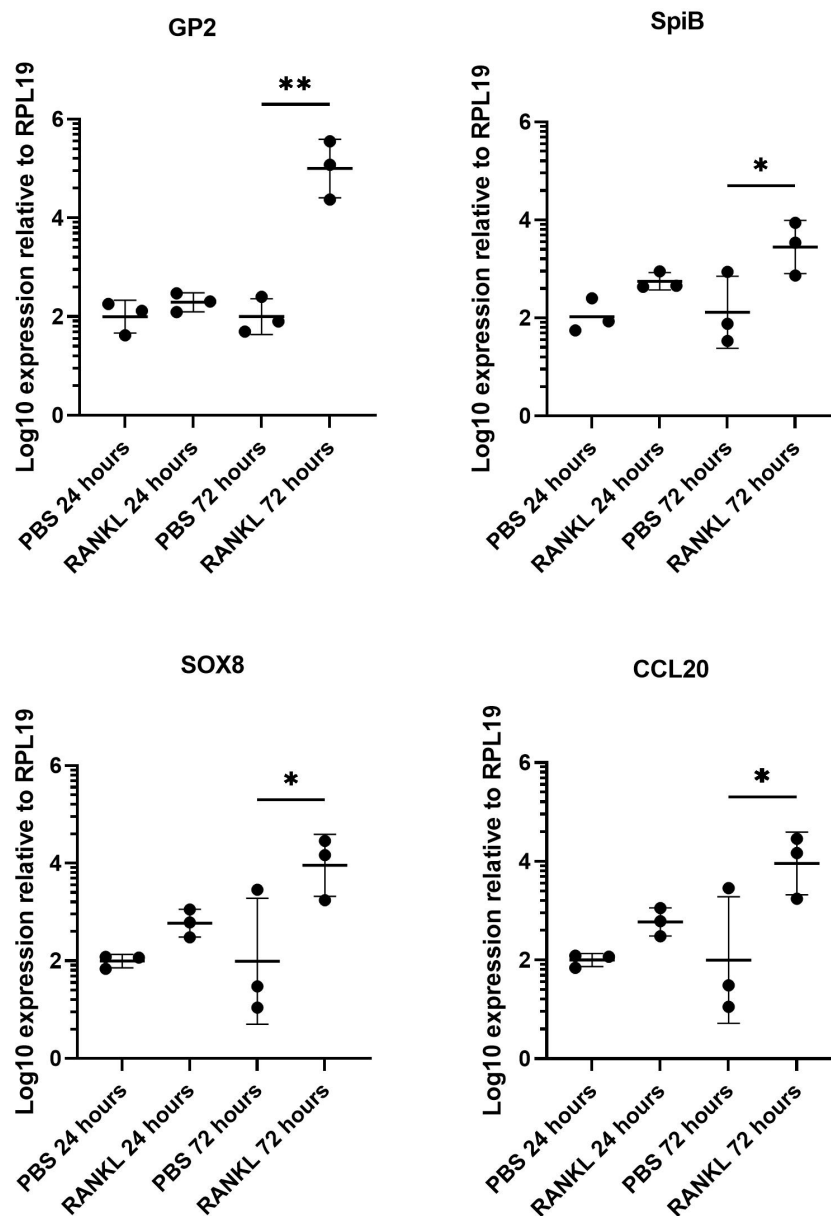 GP2
**
Log10 expression relative to RPL19
6
4
2
0
PBS 24 hours
RANKL 24 hours
PBS 72 hours
RANKL 72 hours
SpiB
*
Log10 expression relative to RPL19
6
4
2
0
PBS 24 hours
RANKL 24 hours
PBS 72 hours
RANKL 72 hours
SOX8
*
Log10 expression relative to RPL19
6
4
2
0
PBS 24 hours
RANKL 24 hours
PBS 72 hours
RANKL 72 hours
CCL20
*
Log10 expression relative to RPL19
6
4
2
0
PBS 24 hours
RANKL 24 hours
PBS 72 hours
RANKL 72 hours